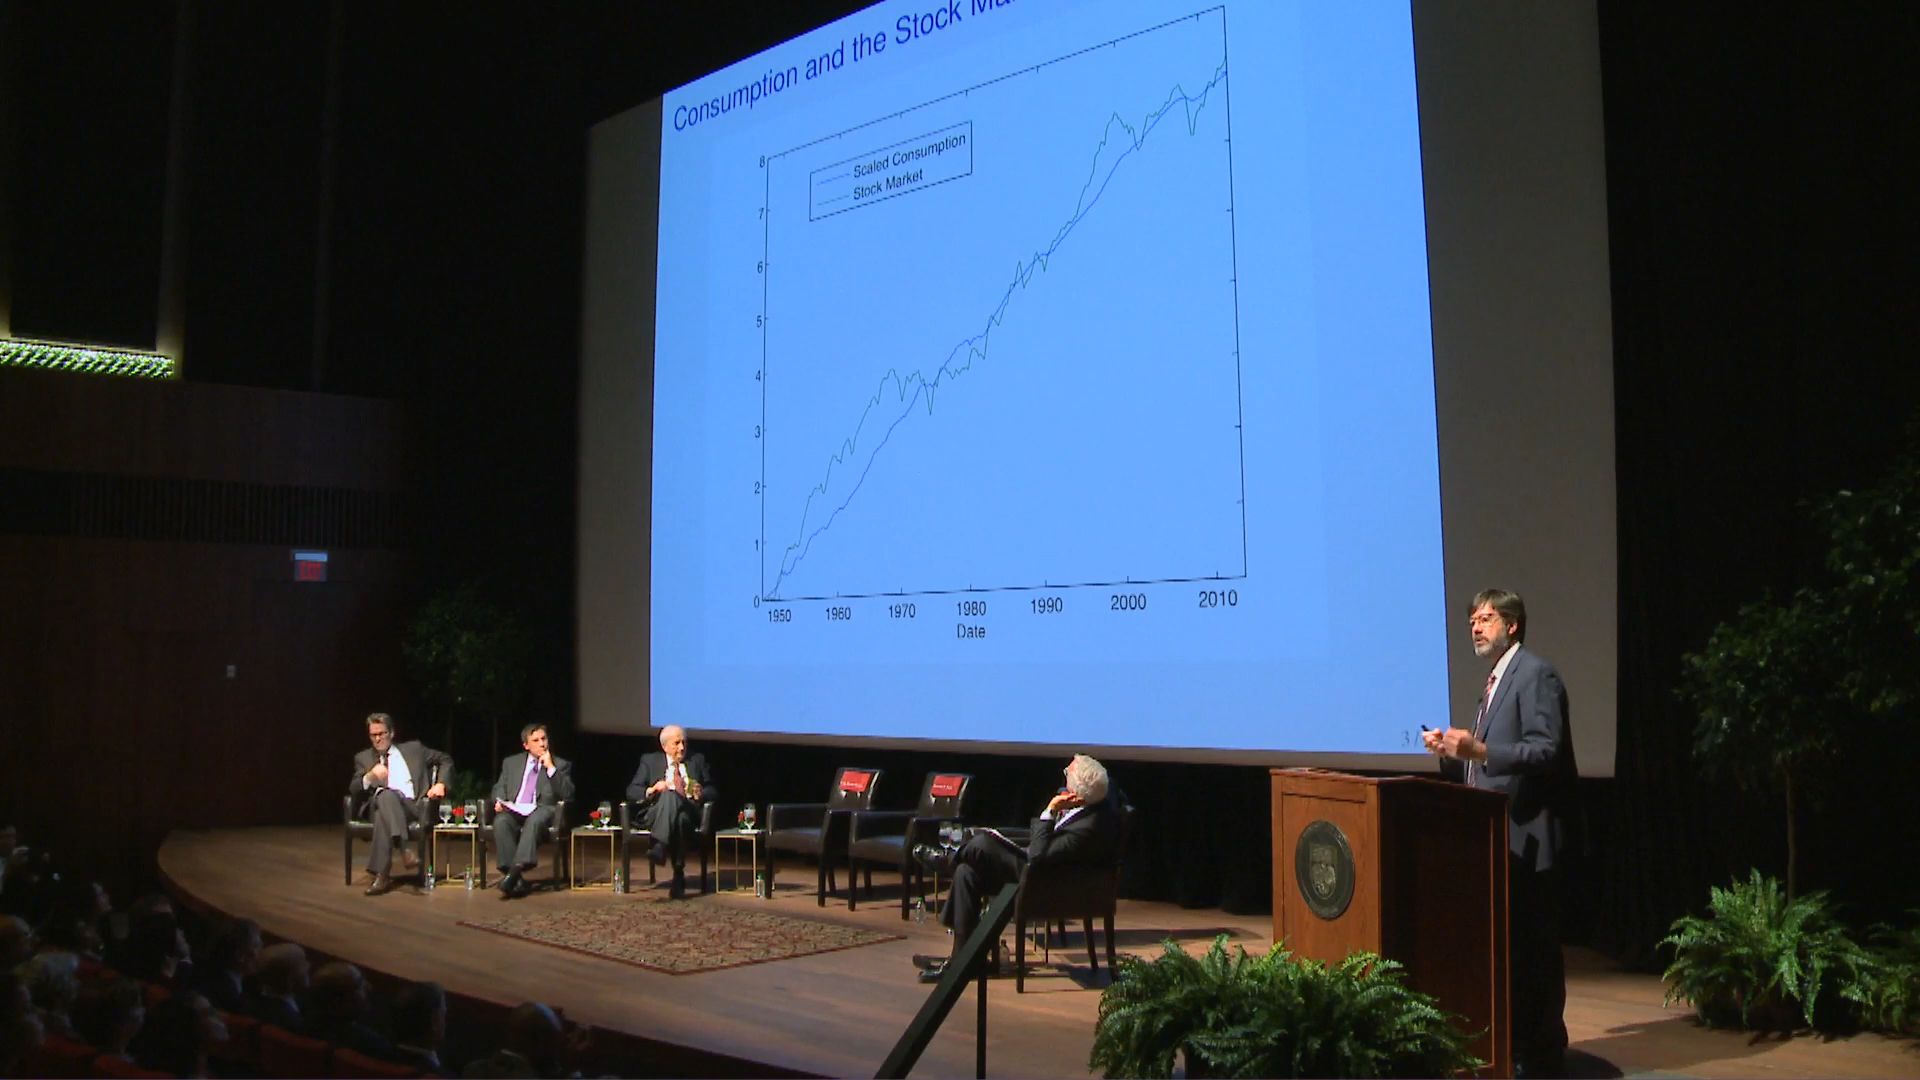 Consumption and the Stock
Scaled Consumption
Stock Market
8
7
6
5
4
3
2
1
0
1950 1960 1970 1980 1990 2000 2010
Date
3/